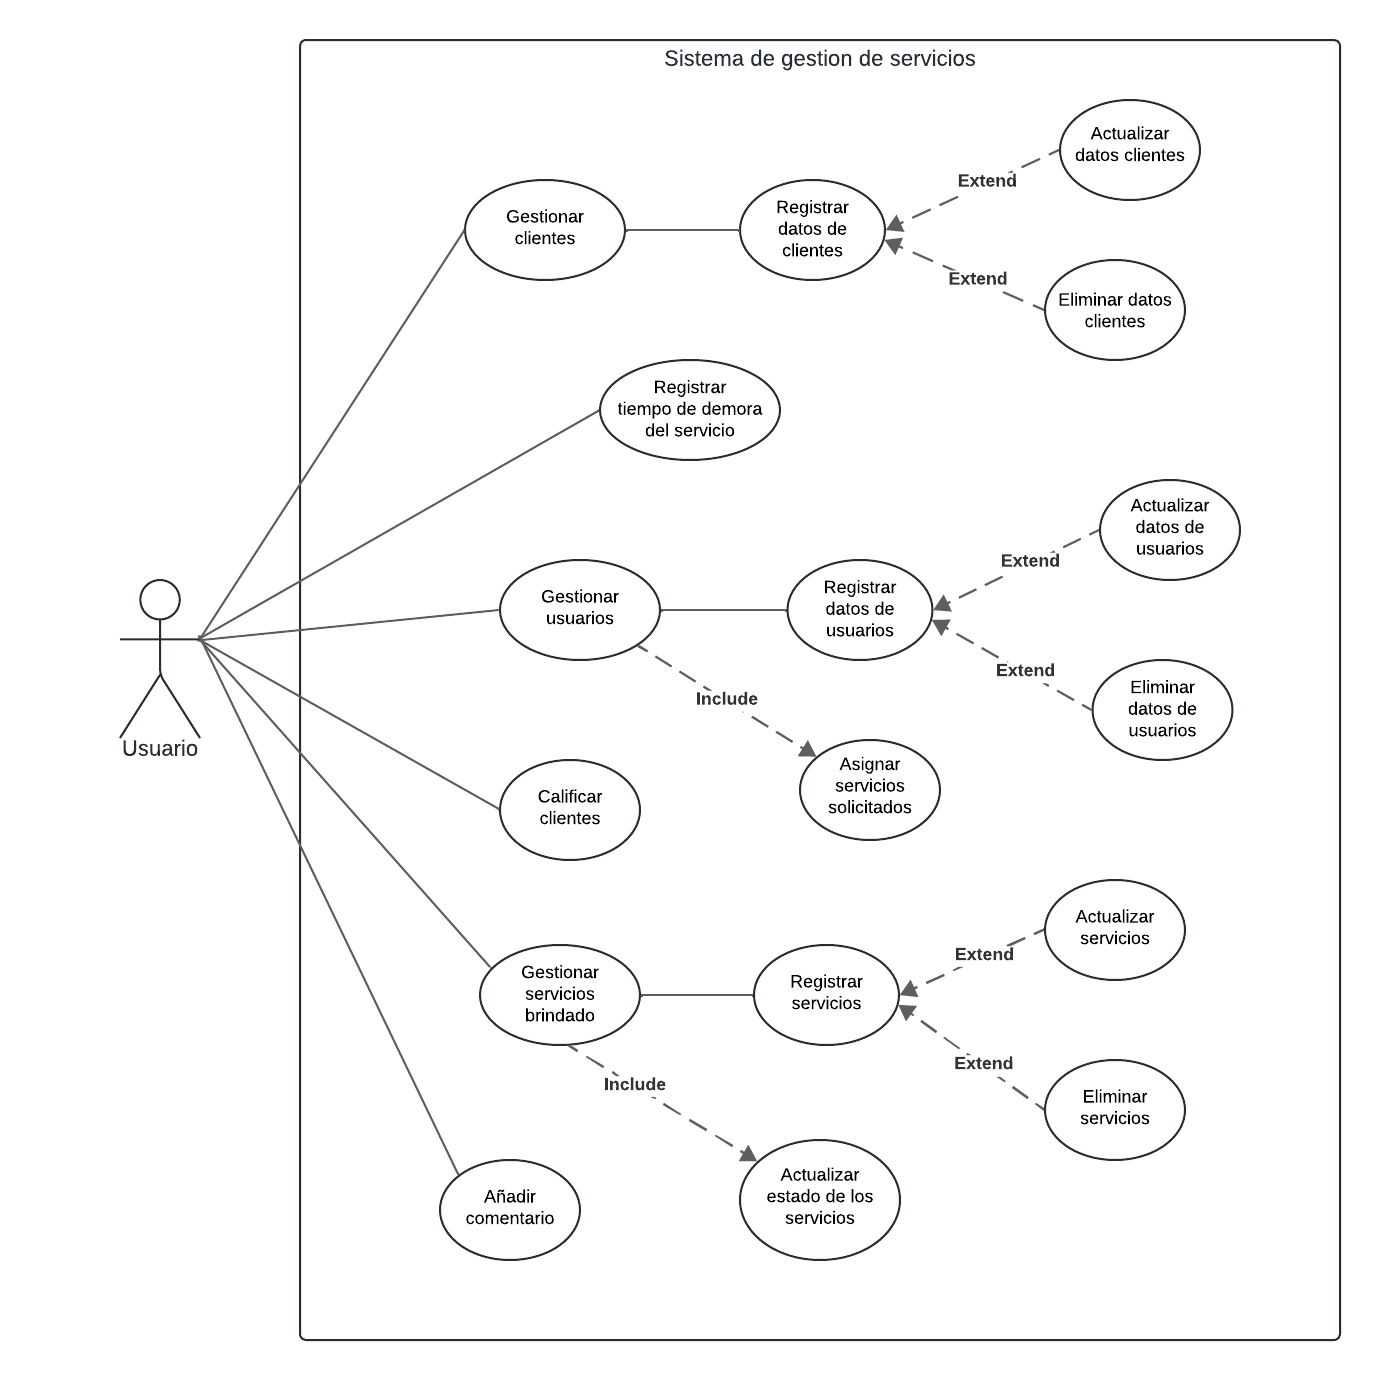 Sistema de gestion de servicios
Actualizar
datos clientes
Extend
Gestionar
clientes
Registrar
datos de
clientes
Extend
Eliminar datos
clientes
Registrar
tiempo de demora
del servicio
Actualizar
datos de
usuarios
Extend
Gestionar
usuarios
Registrar
datos de
usuarios
Extend
Eliminar
datos de
usuarios
Include
Usuario
Asignar
servicios
solicitados
Calificar
clientes
Actualizar
servicios
Extend
Gestionar
servicios
brindado
Registrar
servicios
Extend
Include
Eliminar
servicios
Actualizar
estado de los
servicios
Añadir
comentario